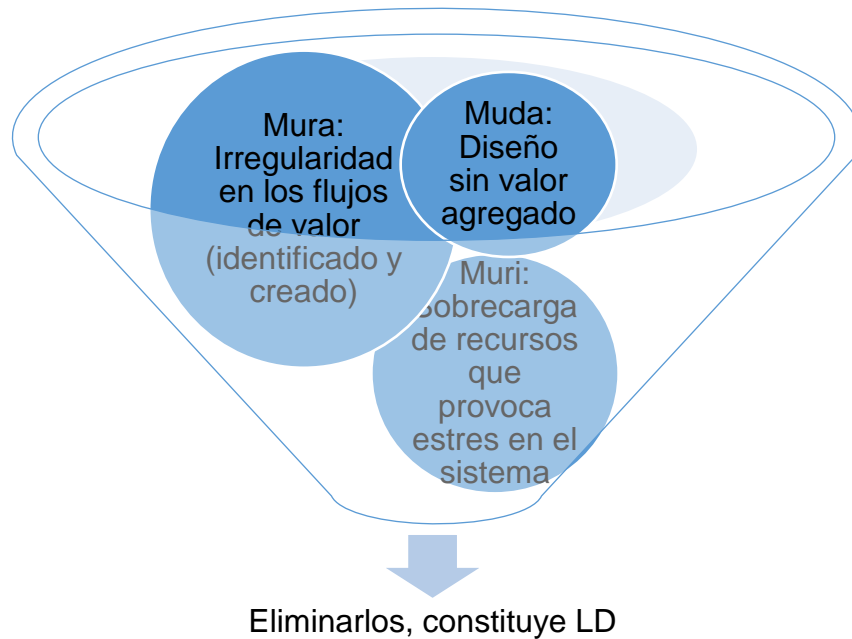 Mura:
Irregularidad
en los flujos
de valor
(identificado y
creado)
Muda:
Diseño
sin valor
agregado
Muri:
Sobrecarga
de recursos
que
provoca
estres en el
sistema
Eliminarlos, constituye LD